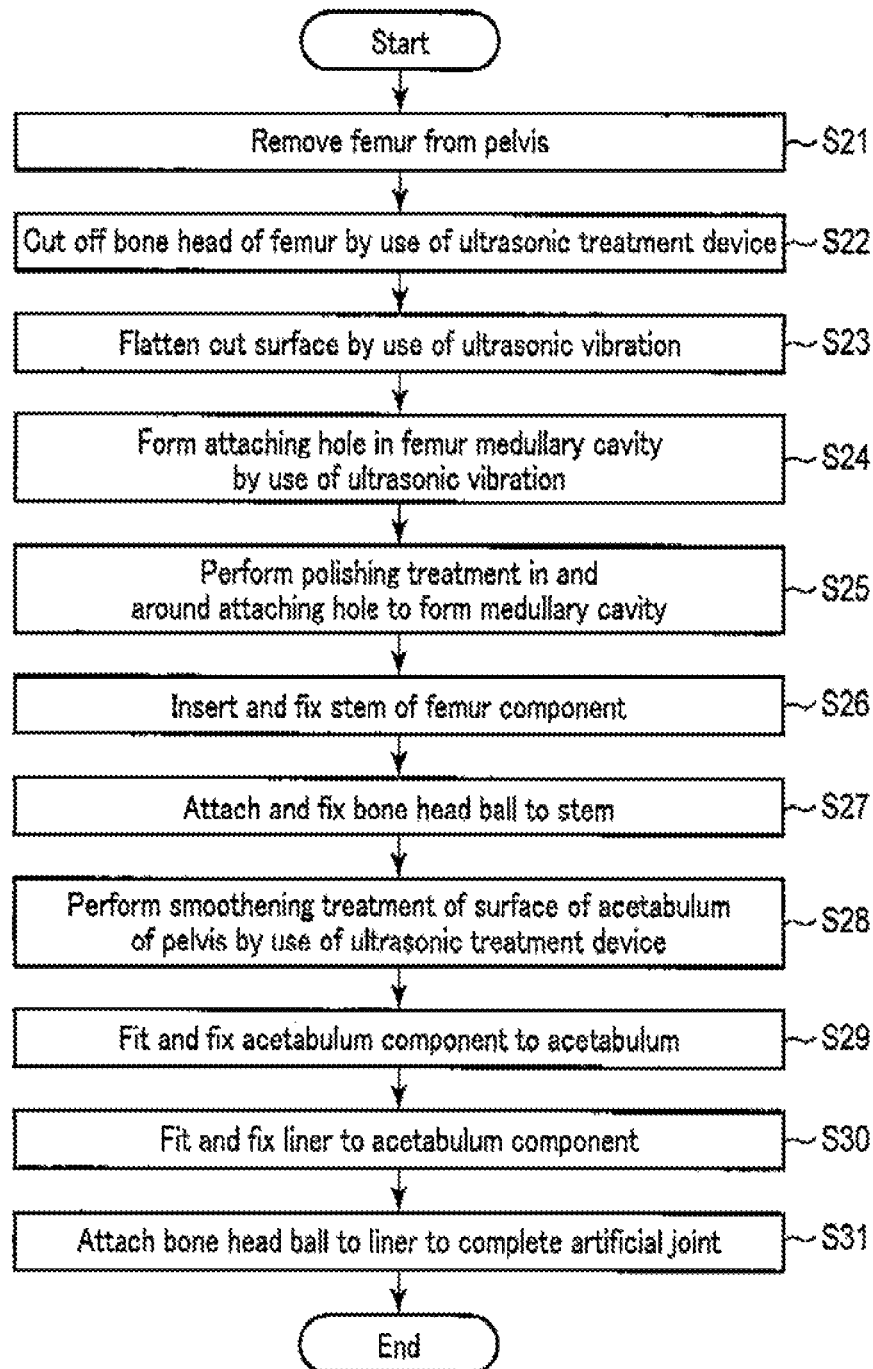 Start
Remove femur from pelvis
S21
Cut off bone head of femur by use of ultrasonic treatment device
S22
Flatten cut surface by use of ultrasonic vibration
S23
Form attaching hole in femur medullary cavity
by use of ultrasonic vibration
S24
Perform polishing treatment in and
around attaching hole to form medullary cavity
S25
Insert and fix stem of femur component
S26
Attach and fix bone head ball to stem
S27
Perform smoothening treatment of surface of acetabulum
of pelvis by use of ultrasonic treatment device
S28
Fit and fix acetabulum component to acetabulum
S29
Fit and fix liner to acetabulum component
S30
Attach bone head ball to liner to complete artificial joint
S31
End